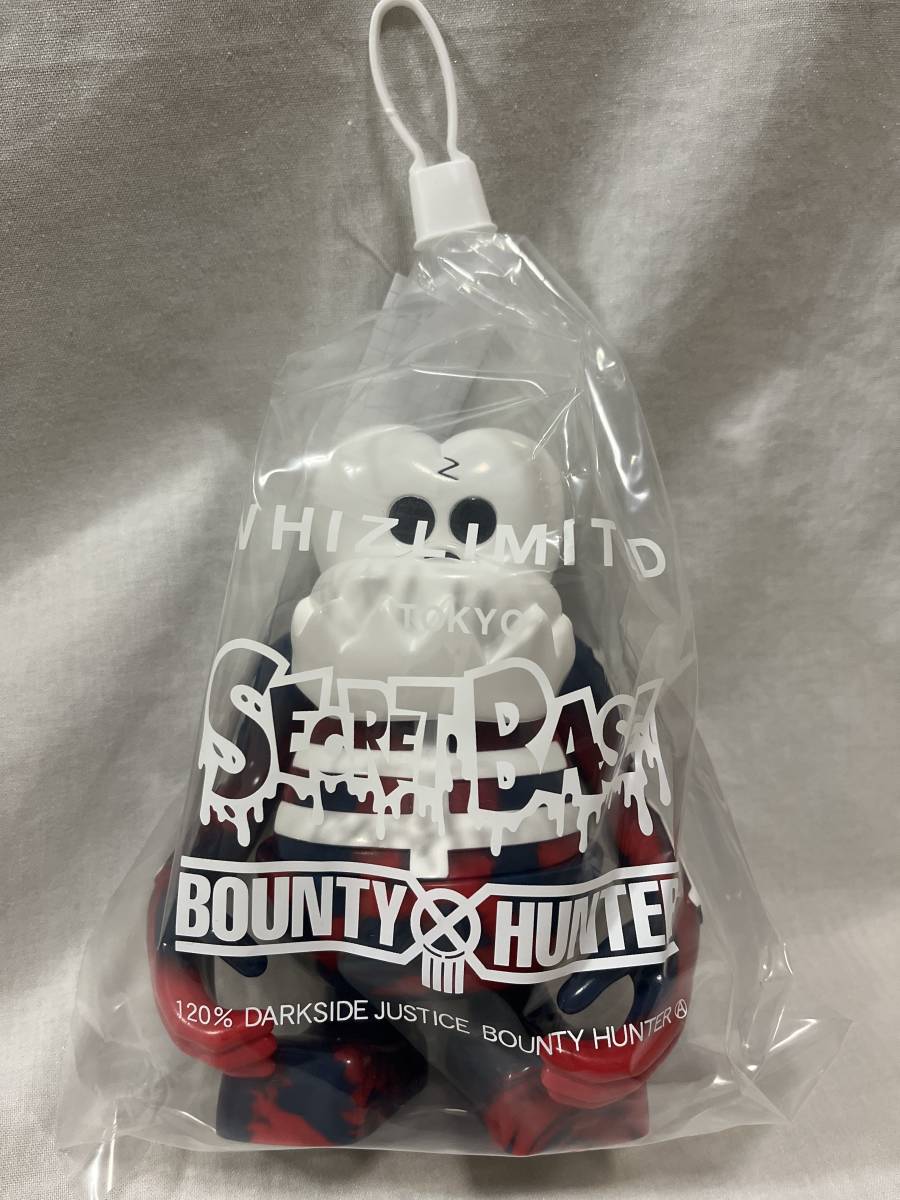 WHIZLIMITD
TOKYO
SECRET BASE
BOUNTY HUNTER
120% DARKSIDE JUSTICE BOUNTY HUNTER Ⓐ